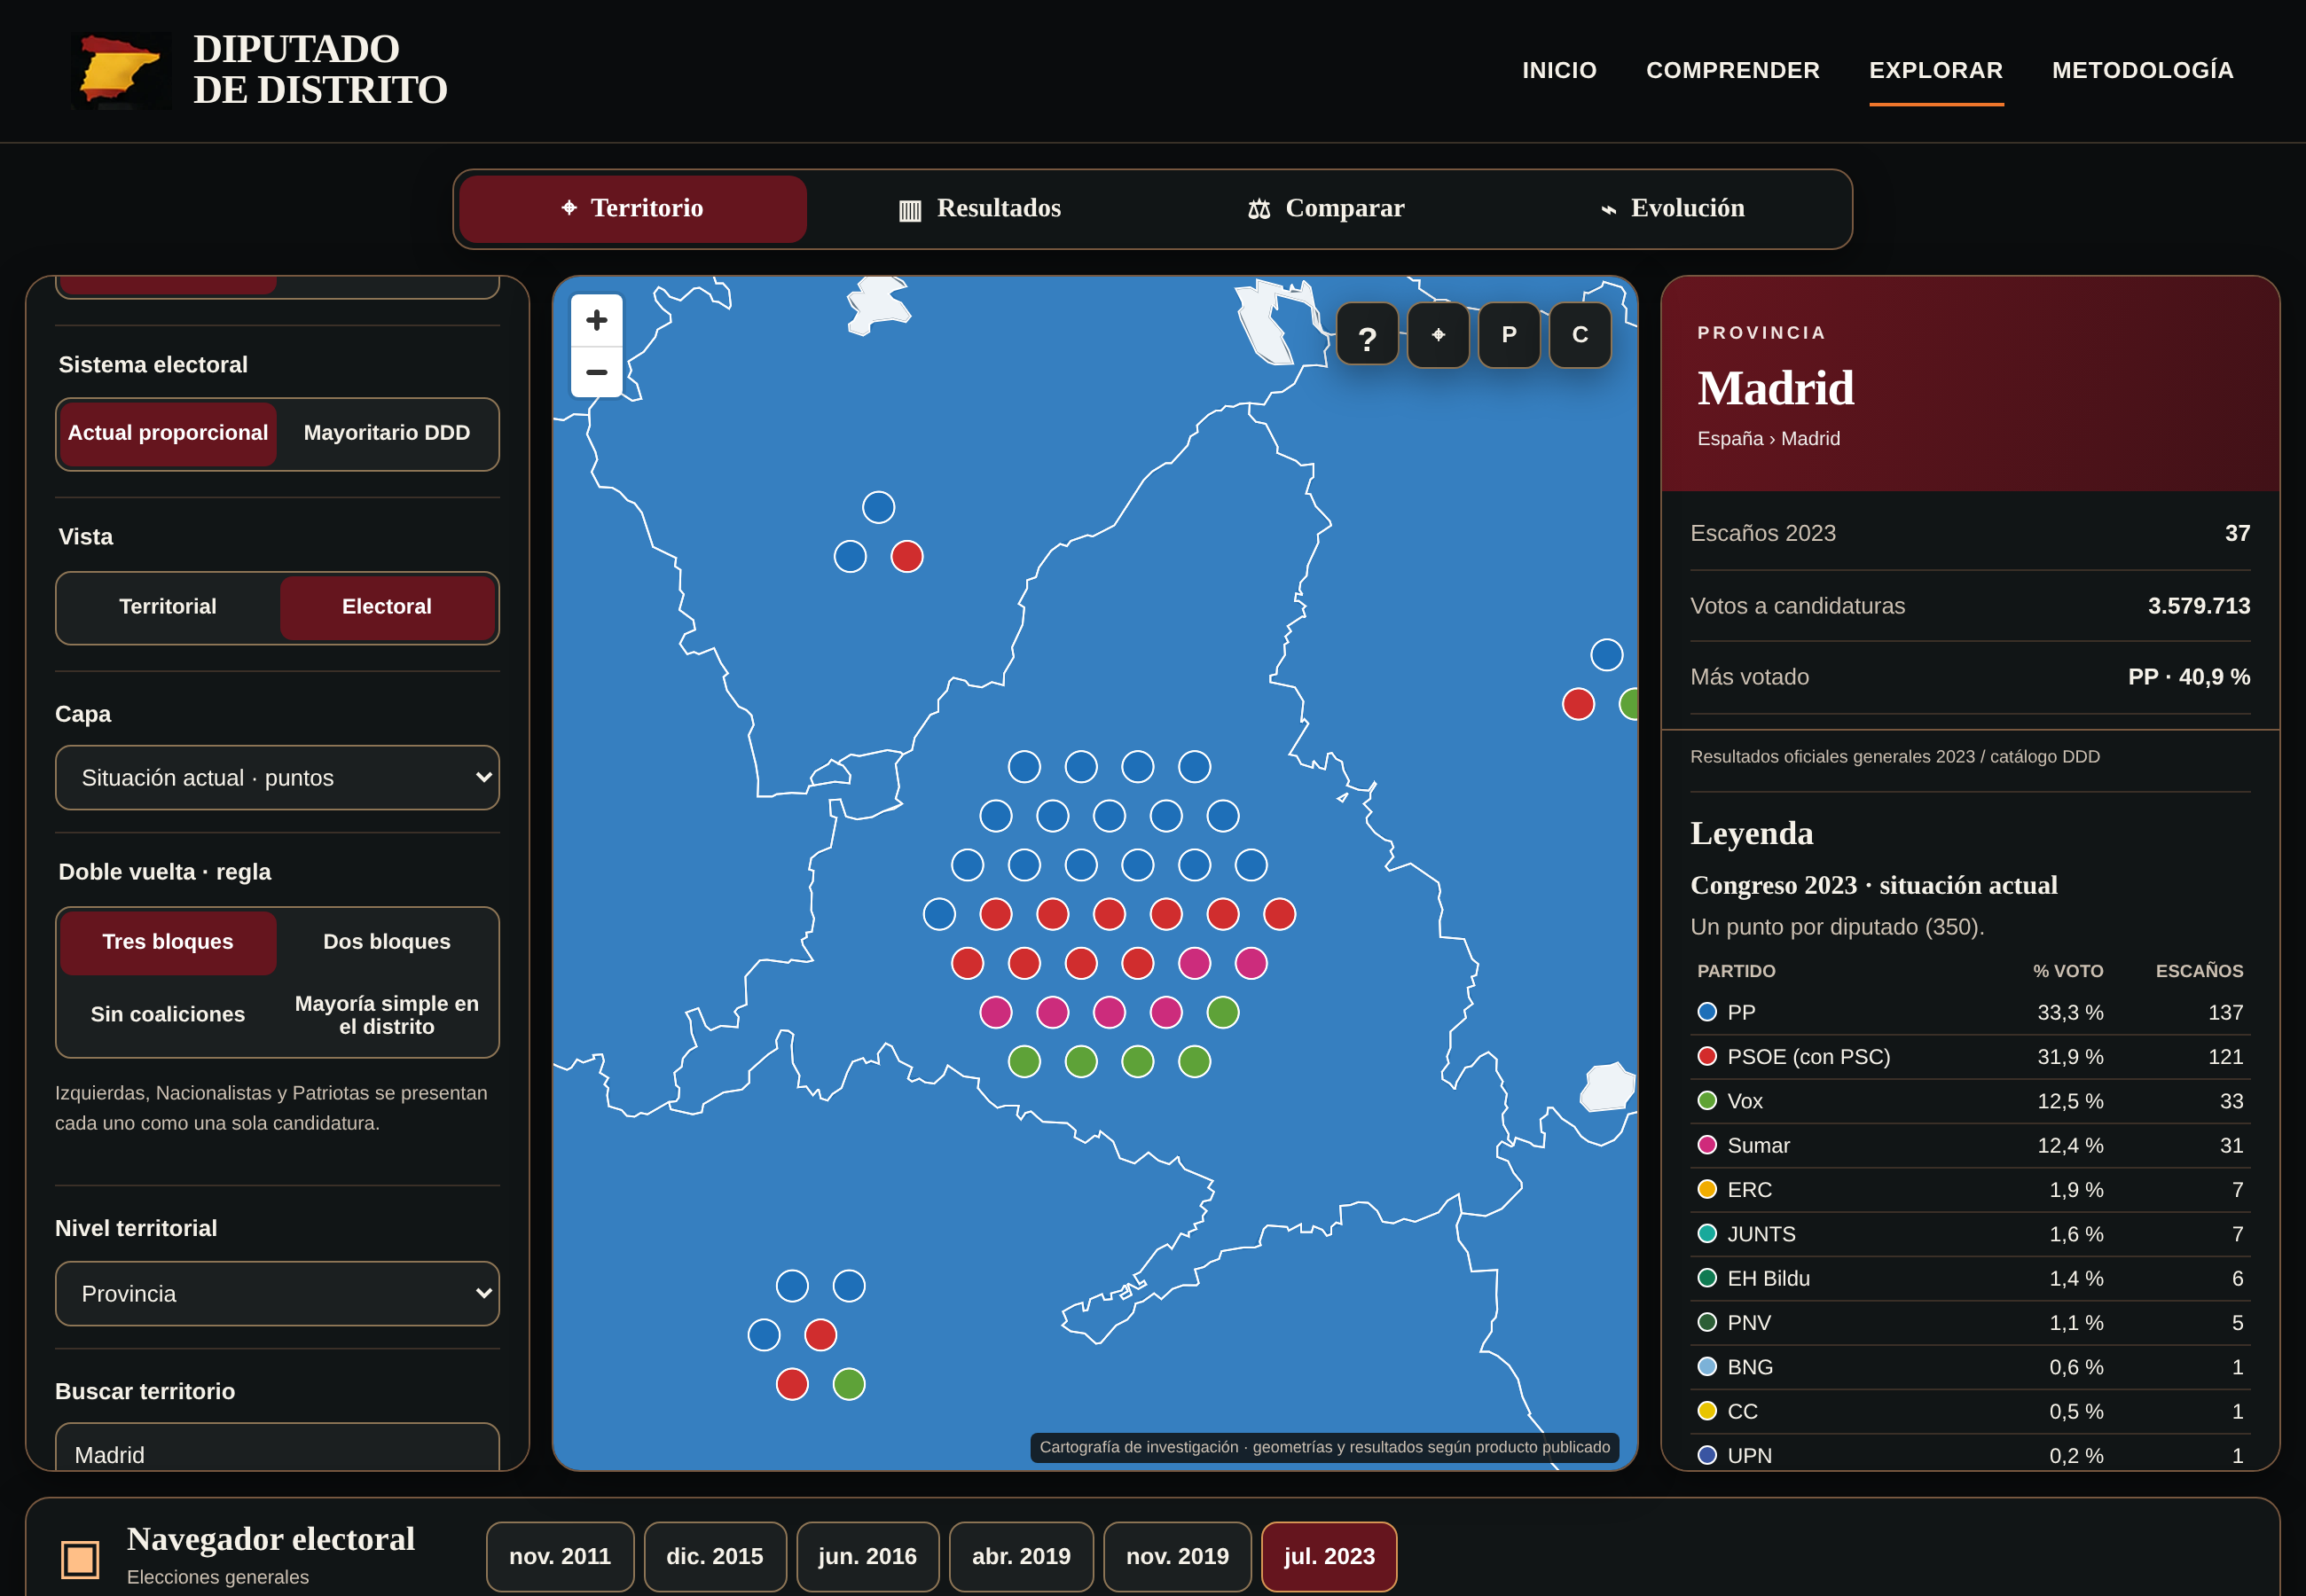 DIPUTADO
DE DISTRITO
INICIO COMPRENDER EXPLORAR METODOLOGÍA
Territorio Resultados Comparar Evolución
Sistema electoral
Actual proporcional Mayoritario DDD
Vista
Territorial Electoral
Capa
Situación actual · puntos
Doble vuelta · regla
Tres bloques Dos bloques
Sin coaliciones Mayoría simple en
el distrito
Izquierdas, Nacionalistas y Patriotas se presentan
cada uno como una sola candidatura.
Nivel territorial
Provincia
Buscar territorio
Madrid
+
−
? P C
Cartografía de investigación · geometrías y resultados según producto publicado
PROVINCIA
Madrid
España › Madrid
Escaños 2023 37
Votos a candidaturas 3.579.713
Más votado PP · 40,9 %
Resultados oficiales generales 2023 / catálogo DDD
Leyenda
Congreso 2023 · situación actual
Un punto por diputado (350).
PARTIDO % VOTO ESCAÑOS
PP 33,3 % 137
PSOE (con PSC) 31,9 % 121
Vox 12,5 % 33
Sumar 12,4 % 31
ERC 1,9 % 7
JUNTS 1,6 % 7
EH Bildu 1,4 % 6
PNV 1,1 % 5
BNG 0,6 % 1
CC 0,5 % 1
UPN 0,2 % 1
Navegador electoral
Elecciones generales
nov. 2011 dic. 2015 jun. 2016 abr. 2019 nov. 2019 jul. 2023